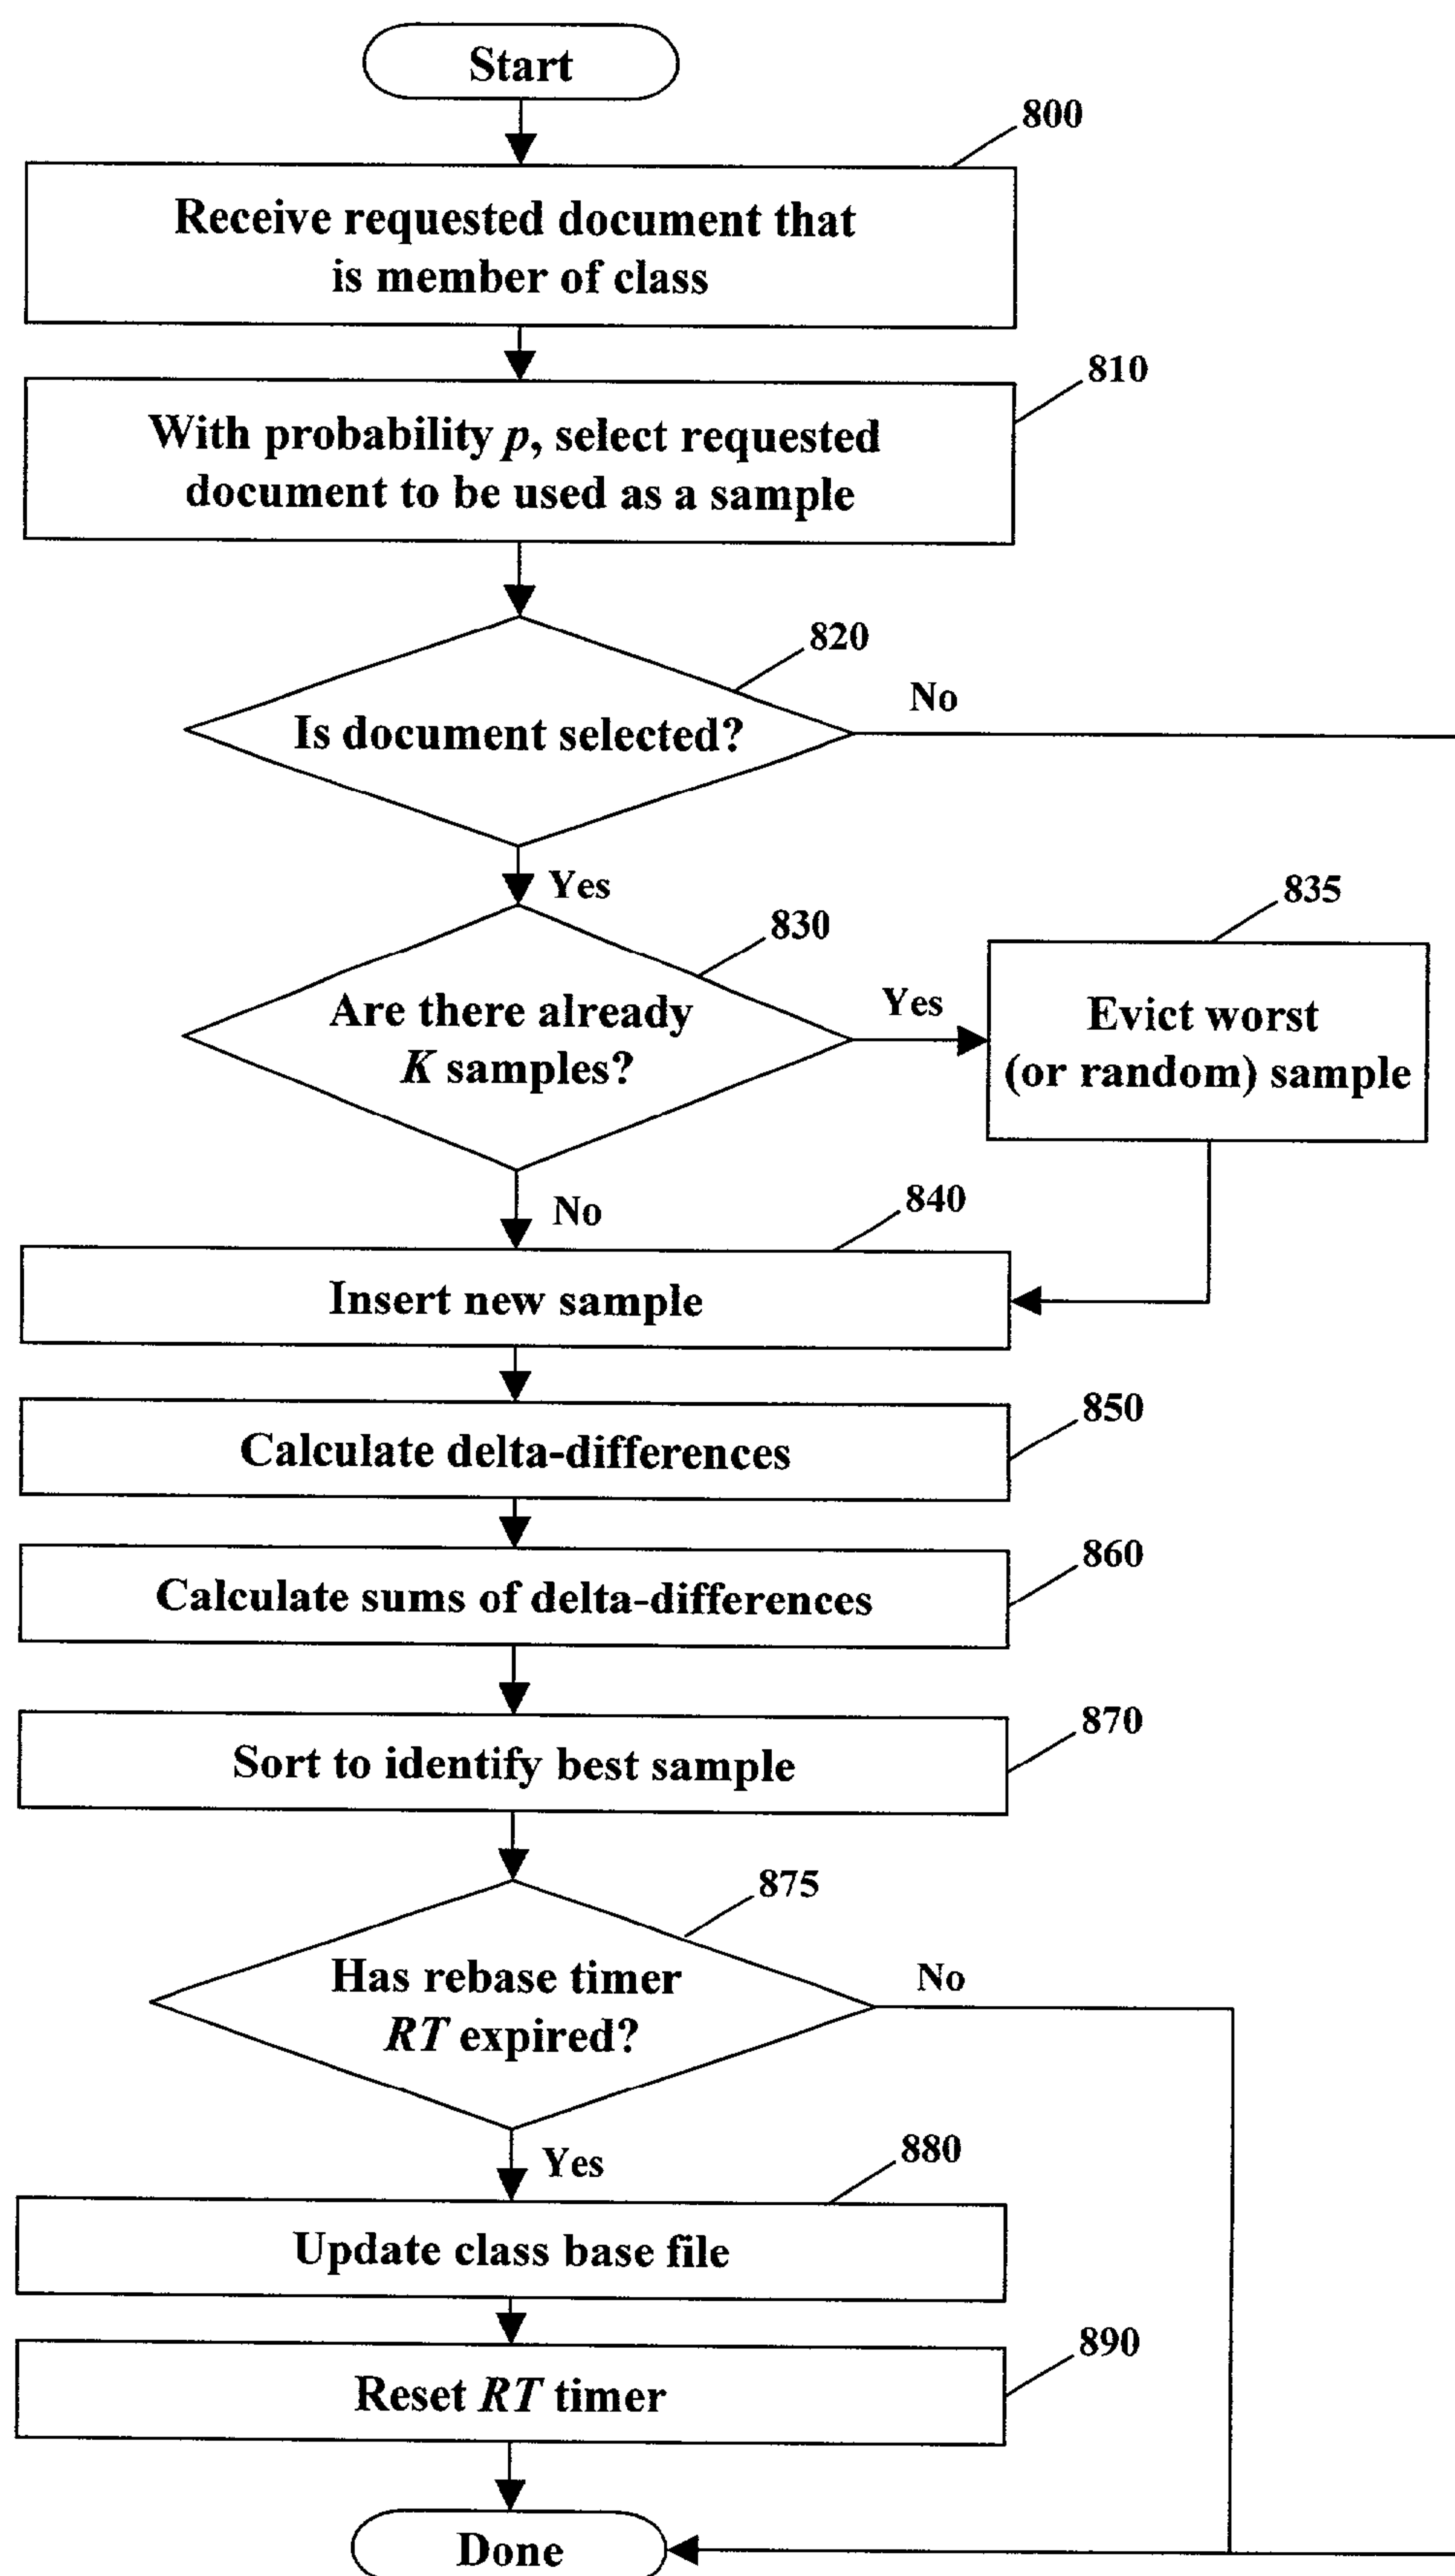 Start
800
Receive requested document that
is member of class
810
With probability p, select requested
document to be used as a sample
820
No
Is document selected?
Yes
835
830
Are there already
K samples?
Yes
Evict worst
(or random) sample
840
No
Insert new sample
850
Calculate delta-differences
860
Calculate sums of delta-differences
870
Sort to identify best sample
875
Has rebase timer
RT expired?
No
880
Yes
Update class base file
890
Reset RT timer
Done